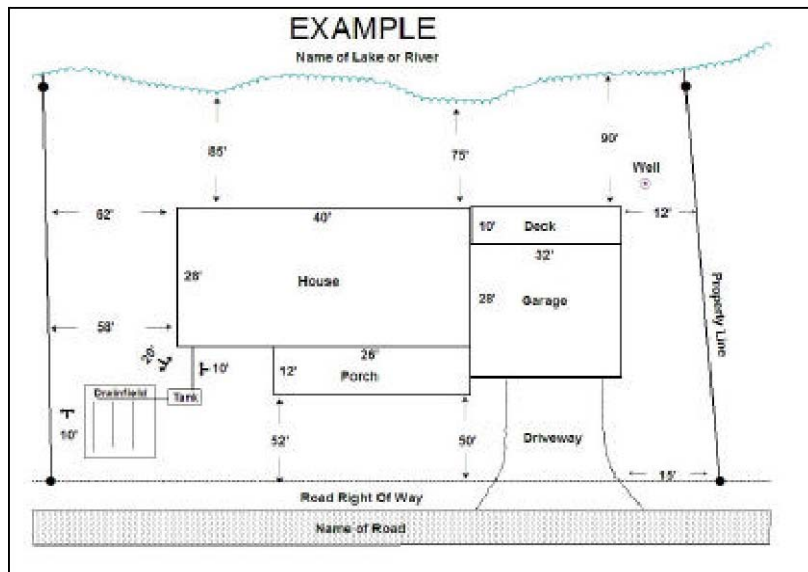 EXAMPLE
Name of Lake or River
85'
75'
90'
Well
62'
40'
10'
Deck
12'
32'
28'
House
28'
Garage
Property Line
58'
20'
10'
26'
12'
Porch
Drainfield
Tank
10'
52'
50'
Driveway
15'
Road Right Of Way
Name of Road